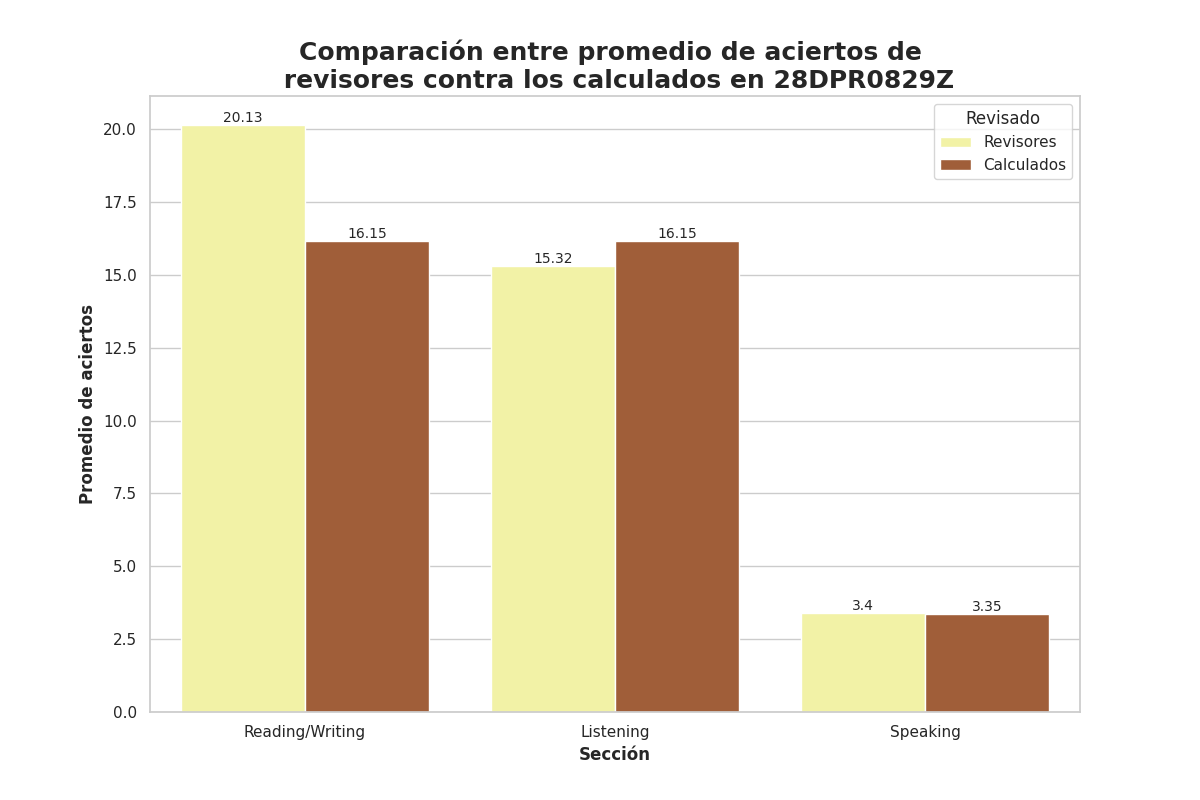 Comparación entre promedio de aciertos de
revisores contra los calculados en 28DPR0829Z
Revisado
Revisores
Calculados
Promedio de aciertos
20.0
17.5
15.0
12.5
10.0
7.5
5.0
2.5
0.0
20.13
16.15
15.32
16.15
3.4
3.35
Reading/Writing
Listening
Speaking
Sección